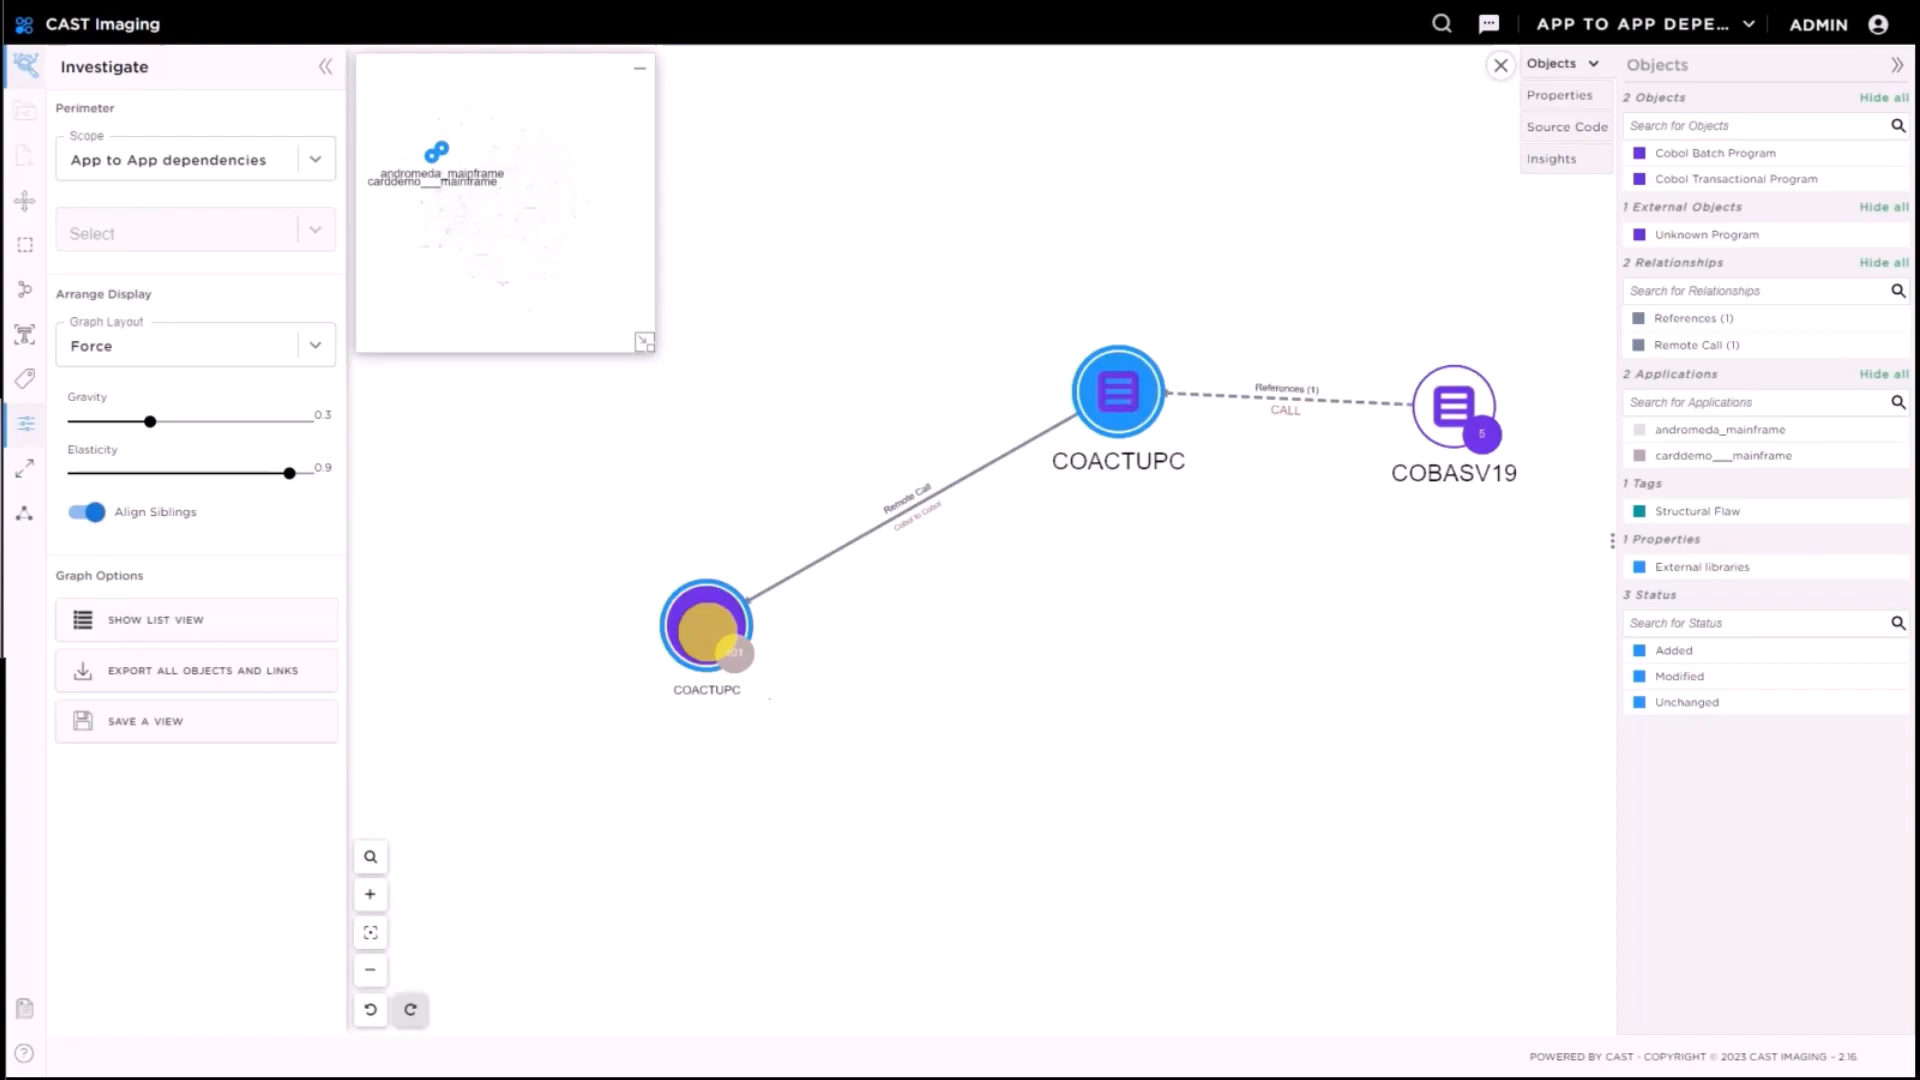 CAST Imaging
APP TO APP DEPE...
ADMIN
Investigate
Perimeter
Scope
App to App dependencies
Select
Arrange Display
Graph Layout
Force
Gravity
0.3
Elasticity
0.9
Align Siblings
Graph Options
SHOW LIST VIEW
EXPORT ALL OBJECTS AND LINKS
SAVE A VIEW
andromeda_mainframe
carddemo___mainframe
COACTUPC
References (1)
CALL
5
COBASV19
Remote Call
Cobol to Cobol
COACTUPC
Objects
Properties
Source Code
Insights
Objects
2 Objects Hide all
Search for Objects
Cobol Batch Program
Cobol Transactional Program
1 External Objects Hide all
Unknown Program
2 Relationships Hide all
Search for Relationships
References (1)
Remote Call (1)
2 Applications Hide all
Search for Applications
andromeda_mainframe
carddemo___mainframe
1 Tags
Structural Flaw
1 Properties
External libraries
3 Status
Search for Status
Added
Modified
Unchanged
POWERED BY CAST - COPYRIGHT © 2023 CAST IMAGING - 2.16